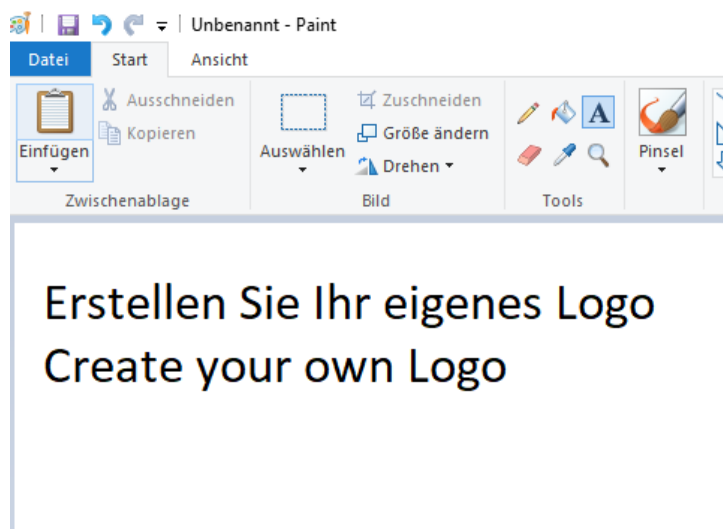 Unbenannt - Paint
Datei Start Ansicht
Einfügen
Ausschneiden
Kopieren
Zwischenablage
Auswählen
Zuschneiden
Größe ändern
Drehen
Bild
A
Tools
Pinsel
Erstellen Sie Ihr eigenes Logo
Create your own Logo